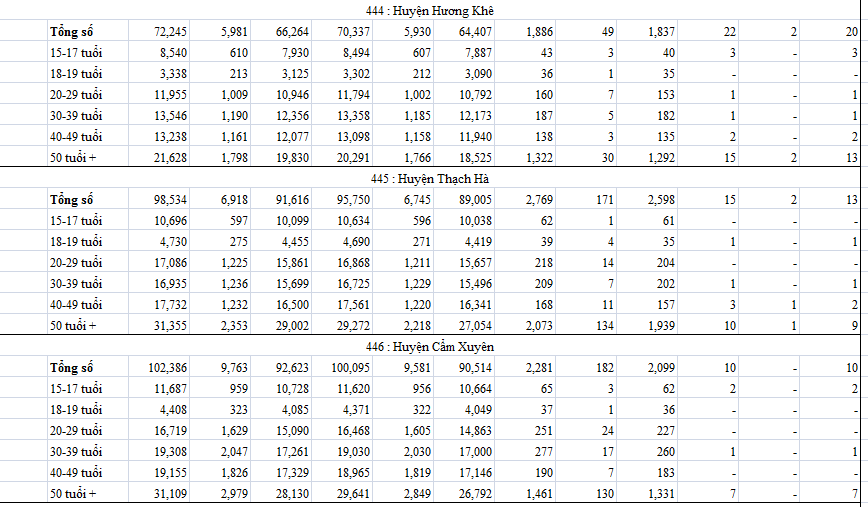 444 : Huyện Hương Khê
Tổng số 72,245 5,981 66,264 70,337 5,930 64,407 1,886 49 1,837 22 2 20
15-17 tuổi 8,540 610 7,930 8,494 607 7,887 43 3 40 3 - 3
18-19 tuổi 3,338 213 3,125 3,302 212 3,090 36 1 35 - - -
20-29 tuổi 11,955 1,009 10,946 11,794 1,002 10,792 160 7 153 1 - 1
30-39 tuổi 13,546 1,190 12,356 13,358 1,185 12,173 187 5 182 1 - 1
40-49 tuổi 13,238 1,161 12,077 13,098 1,158 11,940 138 3 135 2 - 2
50 tuổi + 21,628 1,798 19,830 20,291 1,766 18,525 1,322 30 1,292 15 2 13
445 : Huyện Thạch Hà
Tổng số 98,534 6,918 91,616 95,750 6,745 89,005 2,769 171 2,598 15 2 13
15-17 tuổi 10,696 597 10,099 10,634 596 10,038 62 1 61 - - -
18-19 tuổi 4,730 275 4,455 4,690 271 4,419 39 4 35 1 - 1
20-29 tuổi 17,086 1,225 15,861 16,868 1,211 15,657 218 14 204 - - -
30-39 tuổi 16,935 1,236 15,699 16,725 1,229 15,496 209 7 202 1 - 1
40-49 tuổi 17,732 1,232 16,500 17,561 1,220 16,341 168 11 157 3 1 2
50 tuổi + 31,355 2,353 29,002 29,272 2,218 27,054 2,073 134 1,939 10 1 9
446 : Huyện Cẩm Xuyên
Tổng số 102,386 9,763 92,623 100,095 9,581 90,514 2,281 182 2,099 10 - 10
15-17 tuổi 11,687 959 10,728 11,620 956 10,664 65 3 62 2 - 2
18-19 tuổi 4,408 323 4,085 4,371 322 4,049 37 1 36 - - -
20-29 tuổi 16,719 1,629 15,090 16,468 1,605 14,863 251 24 227 - - -
30-39 tuổi 19,308 2,047 17,261 19,030 2,030 17,000 277 17 260 1 - 1
40-49 tuổi 19,155 1,826 17,329 18,965 1,819 17,146 190 7 183 - - -
50 tuổi + 31,109 2,979 28,130 29,641 2,849 26,792 1,461 130 1,331 7 - 7